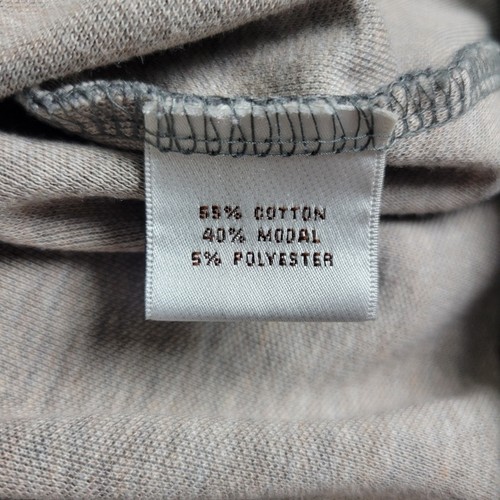 55% COTTON
40% MODAL
5% POLYESTER